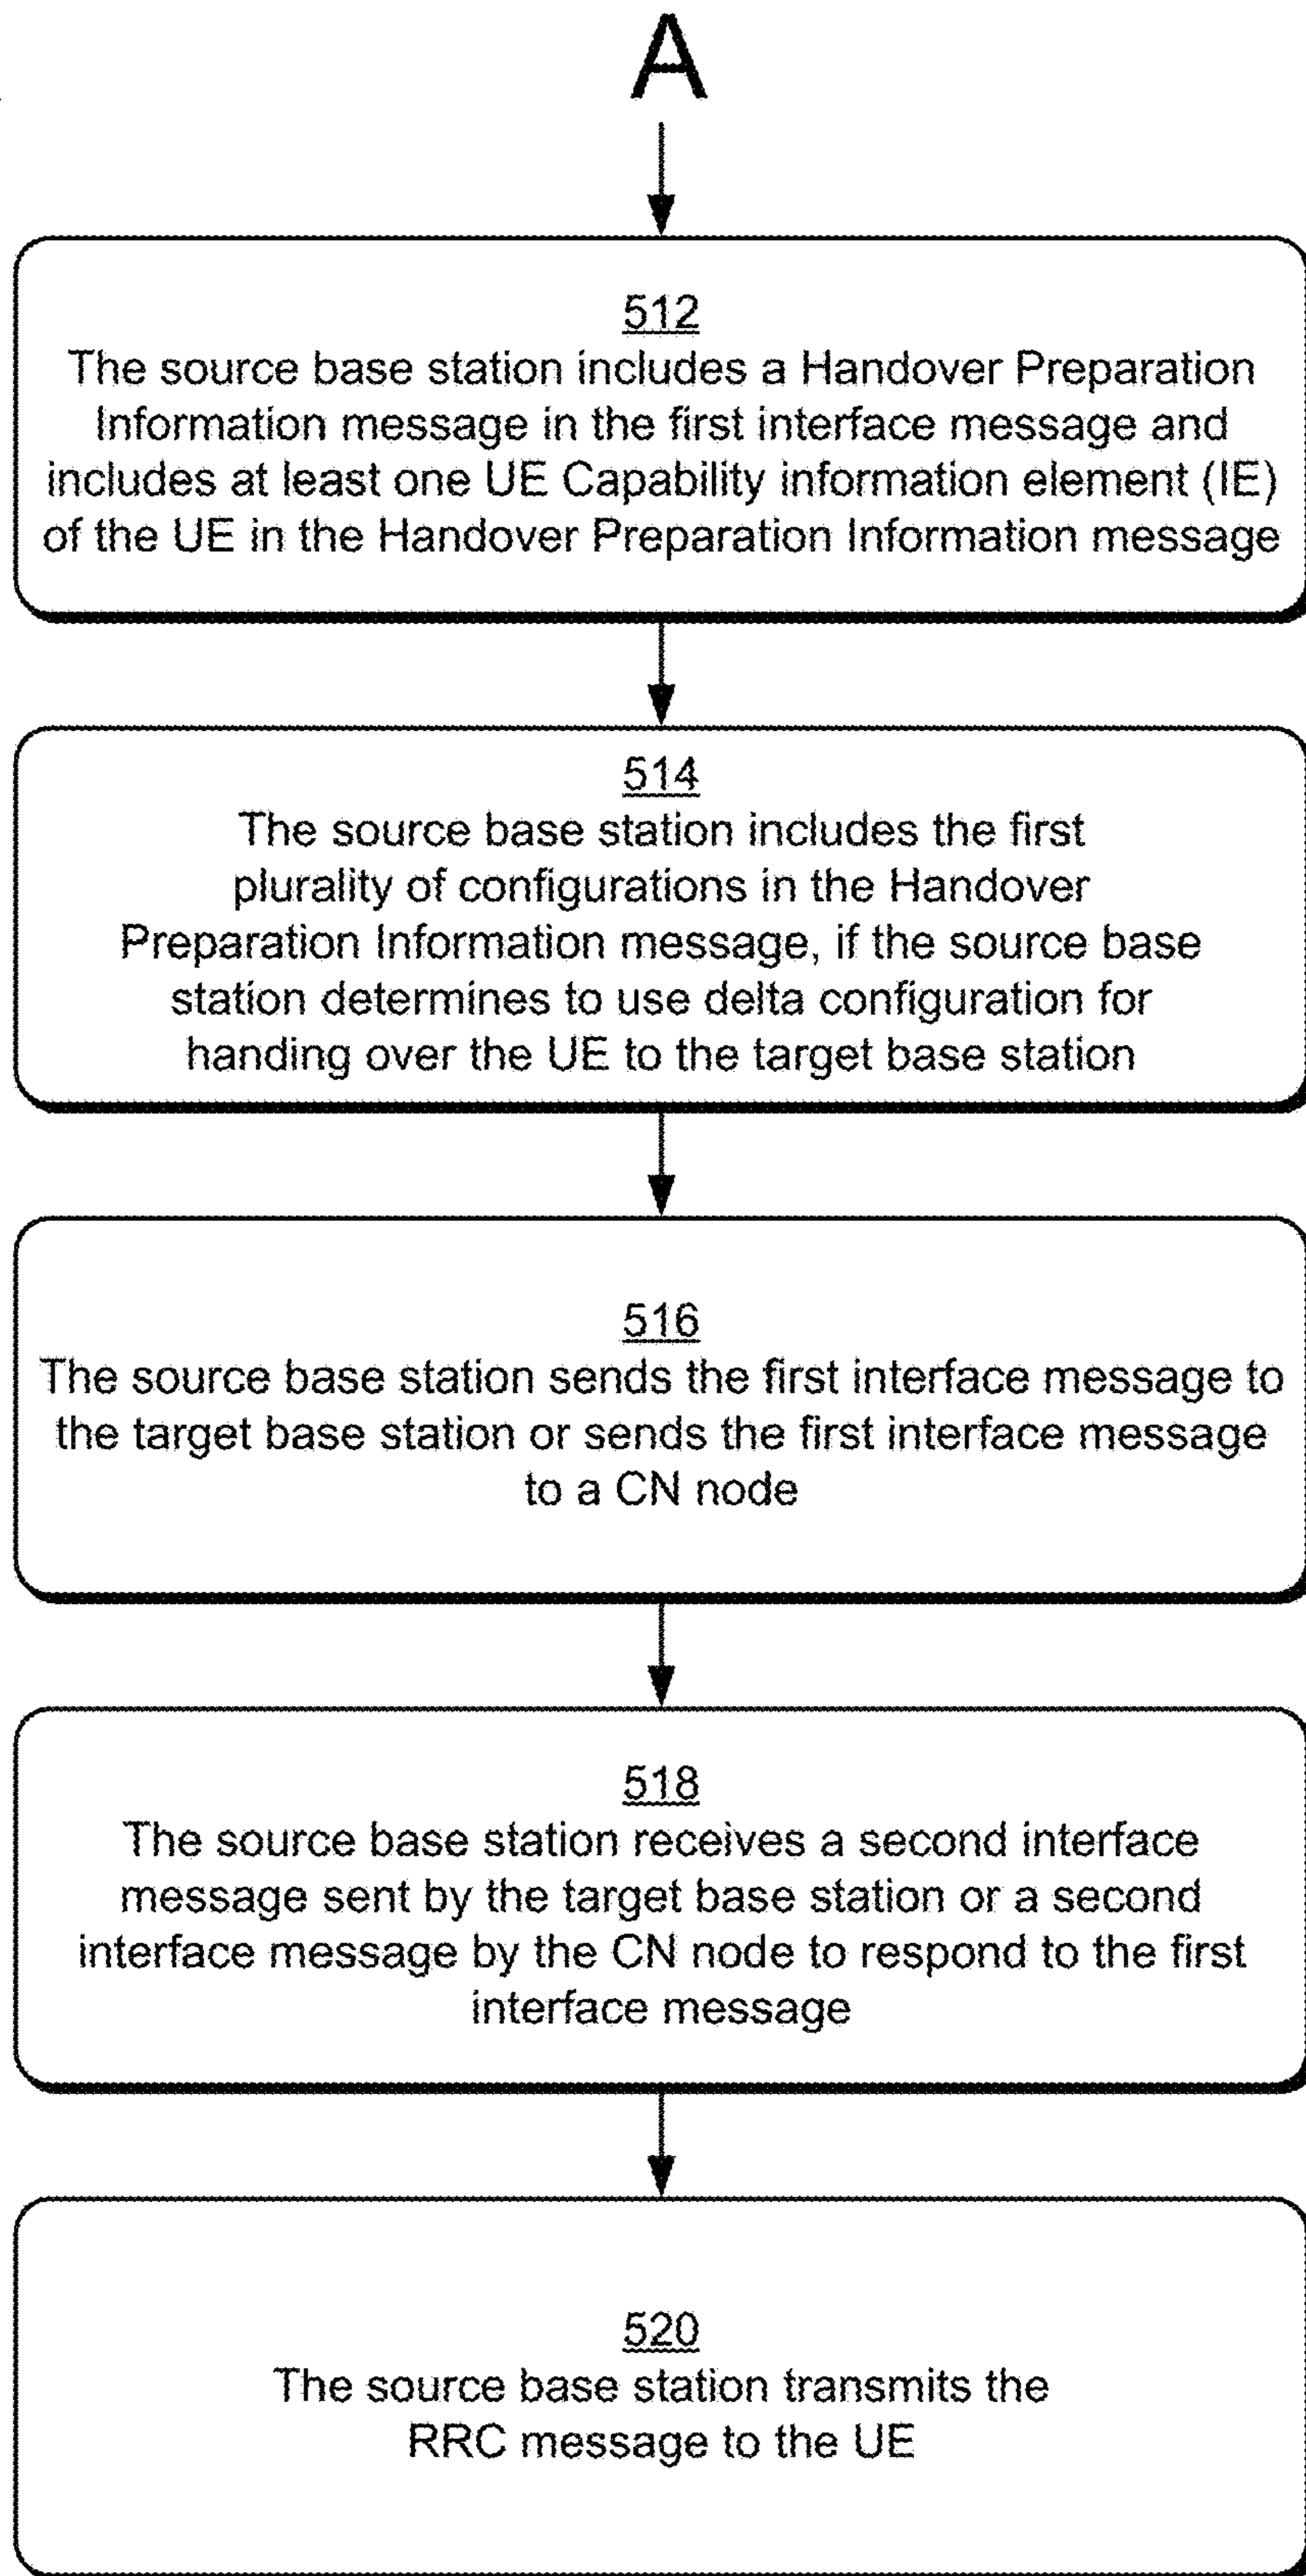 A
512
The source base station includes a Handover Preparation
Information message in the first interface message and
includes at least one UE Capability information element (IE)
of the UE in the Handover Preparation Information message
514
The source base station includes the first
plurality of configurations in the Handover
Preparation Information message, if the source base
station determines to use delta configuration for
handing over the UE to the target base station
516
The source base station sends the first interface message to
the target base station or sends the first interface message
to a CN node
518
The source base station receives a second interface
message sent by the target base station or a second
interface message by the CN node to respond to the first
interface message
520
The source base station transmits the
RRC message to the UE